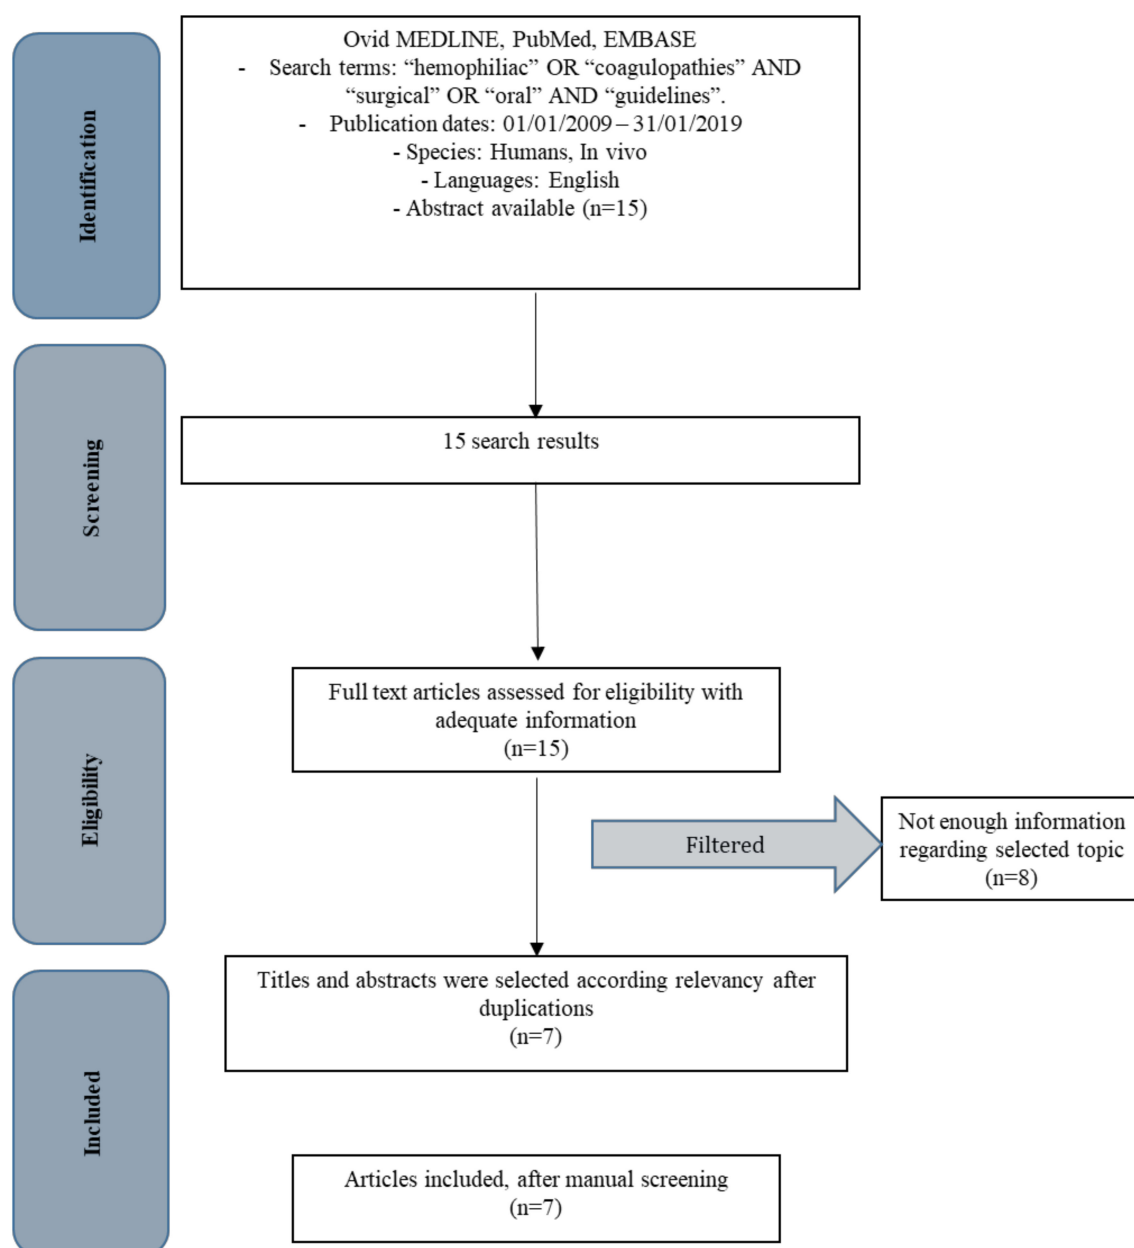 Identification
Ovid MEDLINE, PubMed, EMBASE
- Search terms: “hemophiliac” OR “coagulopathies” AND
“surgical” OR “oral” AND “guidelines”.
- Publication dates: 01/01/2009 – 31/01/2019
- Species: Humans, In vivo
- Languages: English
- Abstract available (n=15)
Screening
15 search results
Eligibility
Full text articles assessed for eligibility with
adequate information
(n=15)
Filtered
Not enough information
regarding selected topic
(n=8)
Included
Titles and abstracts were selected according relevancy after
duplications
(n=7)
Articles included, after manual screening
(n=7)